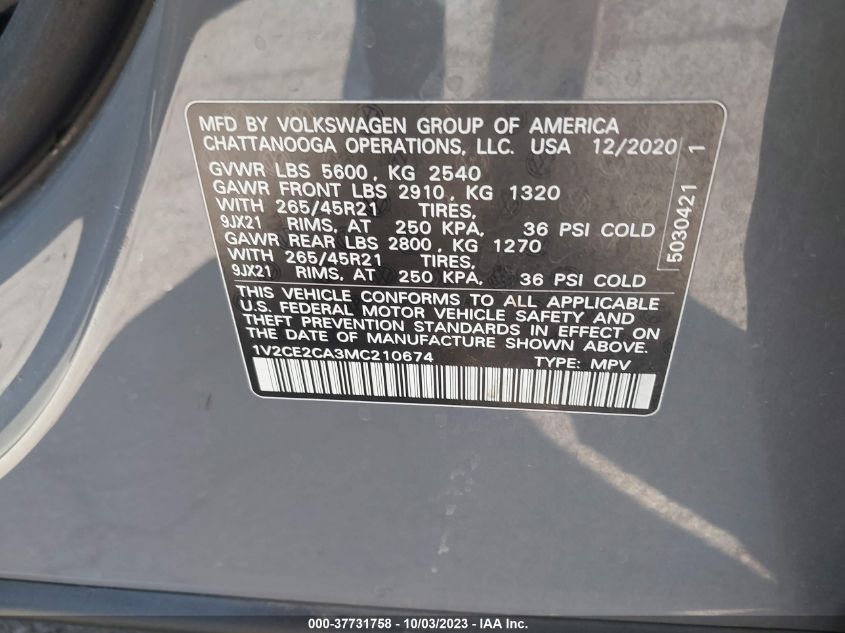 MFD BY VOLKSWAGEN GROUP OF AMERICA
CHATTANOOGA OPERATIONS, LLC. USA 12/2020
GVWR LBS 5600, KG 2540
GAWR FRONT LBS 2910, KG 1320
WITH 265/45R21 TIRES,
9JX21 RIMS, AT 250 KPA, 36 PSI COLD
GAWR REAR LBS 2800, KG 1270
WITH 265/45R21 TIRES,
9JX21 RIMS, AT 250 KPA, 36 PSI COLD
5030421 1
THIS VEHICLE CONFORMS TO ALL APPLICABLE
U.S. FEDERAL MOTOR VEHICLE SAFETY AND
THEFT PREVENTION STANDARDS IN EFFECT ON
THE DATE OF MANUFACTURE SHOWN ABOVE.
1V2CE2CA3MC210674 TYPE: MPV
000-37731758 - 10/03/2023 - IAA Inc.